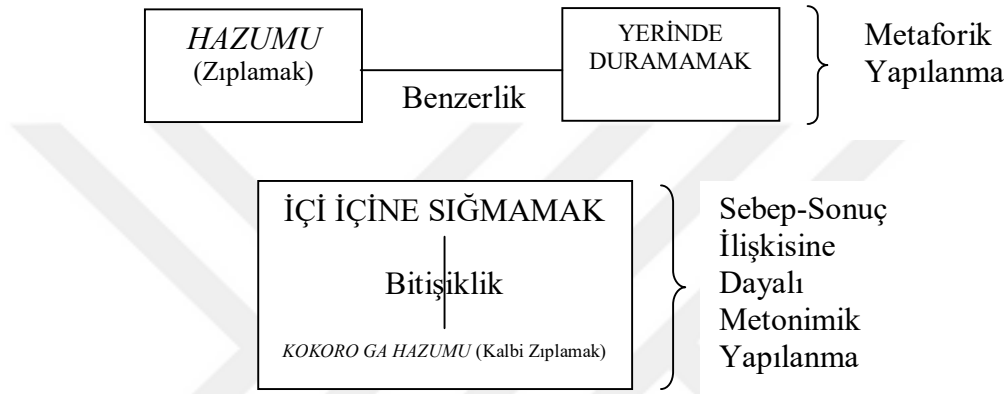 HAZUMU
(Zıplamak)
Benzerlik
YERİNDE
DURAMAMAK
Metaforik
Yapılanma
İÇİ İÇİNE SIĞMAMAK
Bitişiklik
KOKORO GA HAZUMU (Kalbi Zıplamak)
Sebep-Sonuç
İlişkisine
Dayalı
Metonimik
Yapılanma